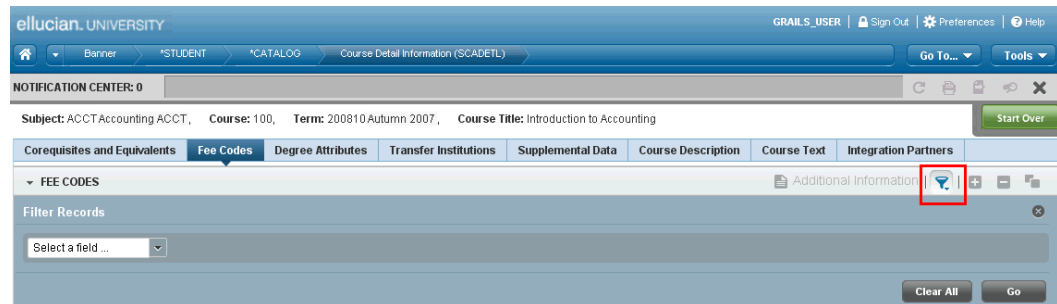 ellucian. UNIVERSITY GRAILS_USER | Sign Out | Preferences | Help
Banner *STUDENT *CATALOG Course Detail Information (SCADETL) Go To... Tools
NOTIFICATION CENTER: 0
Subject: ACCT Accounting ACCT, Course: 100, Term: 200810 Autumn 2007, Course Title: Introduction to Accounting Start Over
Corequisites and Equivalents Fee Codes Degree Attributes Transfer Institutions Supplemental Data Course Description Course Text Integration Partners
FEE CODES Additional Information
Filter Records
Select a field ...
Clear All Go